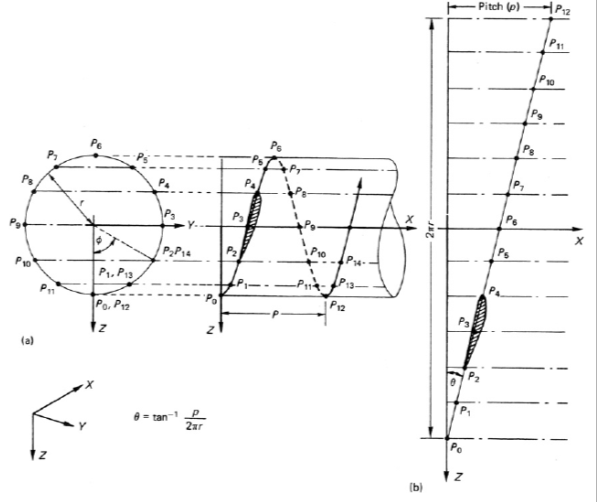 Pitch (p)
P12
P11
P10
P9
P8
P7
P6
X
P5
P4
P3
θ
P2
P1
P0
Z
(b)
2πr
P6
P7
P5
P8
P4
r
P3
P9
Y
ϕ
P10
P2P14
P1, P13
P11
P0, P12
Z
(a)
P6
P5
P7
P4
P8
P3
P9
X
P2
P10
P14
P1
P11
P13
P0
P12
p
Z
X
Y
Z
θ = tan⁻¹ p
2πr